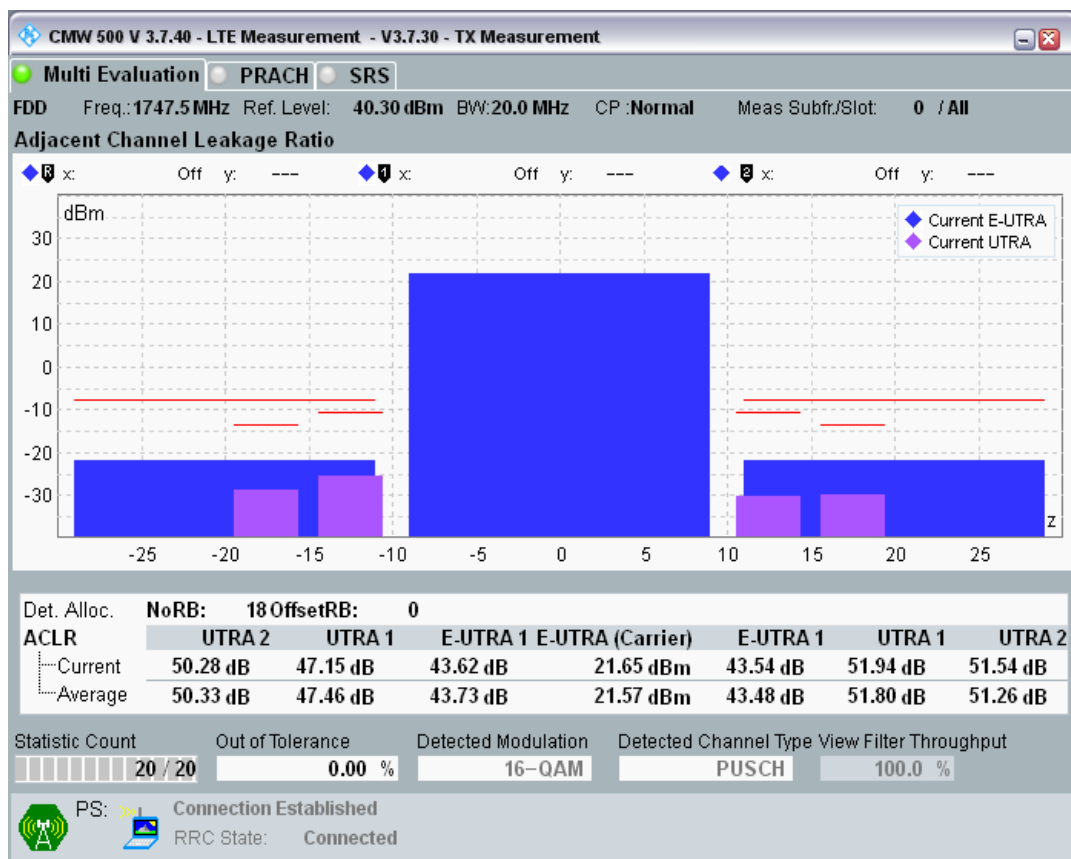 CMW 500 V 3.7.40 - LTE Measurement - V3.7.30 - TX Measurement
Multi Evaluation PRACH SRS
FDD Freq.: 1747.5 MHz Ref. Level: 40.30 dBm BW: 20.0 MHz CP : Normal Meas Subfr./Slot: 0 / All
Adjacent Channel Leakage Ratio
R x: Off y: --- 1 x: Off y: --- 2 x: Off y: ---
dBm
Current E-UTRA
Current UTRA
30
20
10
0
-10
-20
-30
z
-25 -20 -15 -10 -5 0 5 10 15 20 25
Det. Alloc. NoRB: 18 OffsetRB: 0
ACLR UTRA 2 UTRA 1 E-UTRA 1 E-UTRA (Carrier) E-UTRA 1 UTRA 1 UTRA 2
Current 50.28 dB 47.15 dB 43.62 dB 21.65 dBm 43.54 dB 51.94 dB 51.54 dB
Average 50.33 dB 47.46 dB 43.73 dB 21.57 dBm 43.48 dB 51.80 dB 51.26 dB
Statistic Count Out of Tolerance Detected Modulation Detected Channel Type View Filter Throughput
20 / 20 0.00 % 16-QAM PUSCH 100.0 %
PS: Connection Established
RRC State: Connected